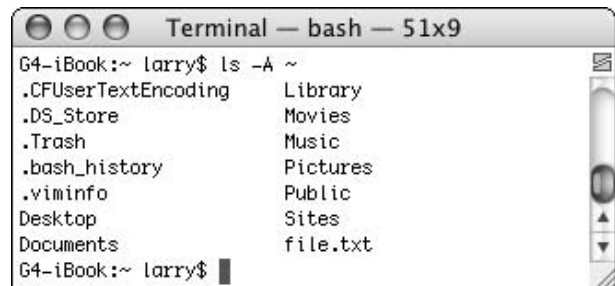 Terminal — bash — 51x9
G4-iBook:~ larry$ ls -A ~
.CFUserTextEncoding Library
.DS_Store Movies
.Trash Music
.bash_history Pictures
.viminfo Public
Desktop Sites
Documents file.txt
G4-iBook:~ larry$